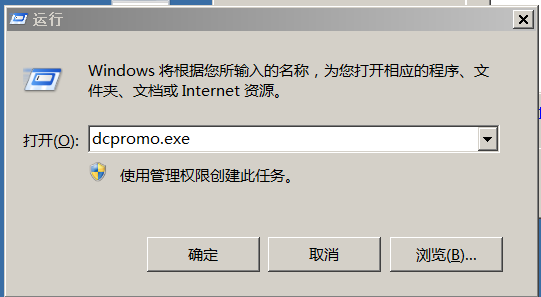 运行
Windows 将根据您所输入的名称，为您打开相应的程序、文
件夹、文档或 Internet 资源。
打开(O): dcpromo.exe
使用管理权限创建此任务。
确定 取消 浏览(B)...